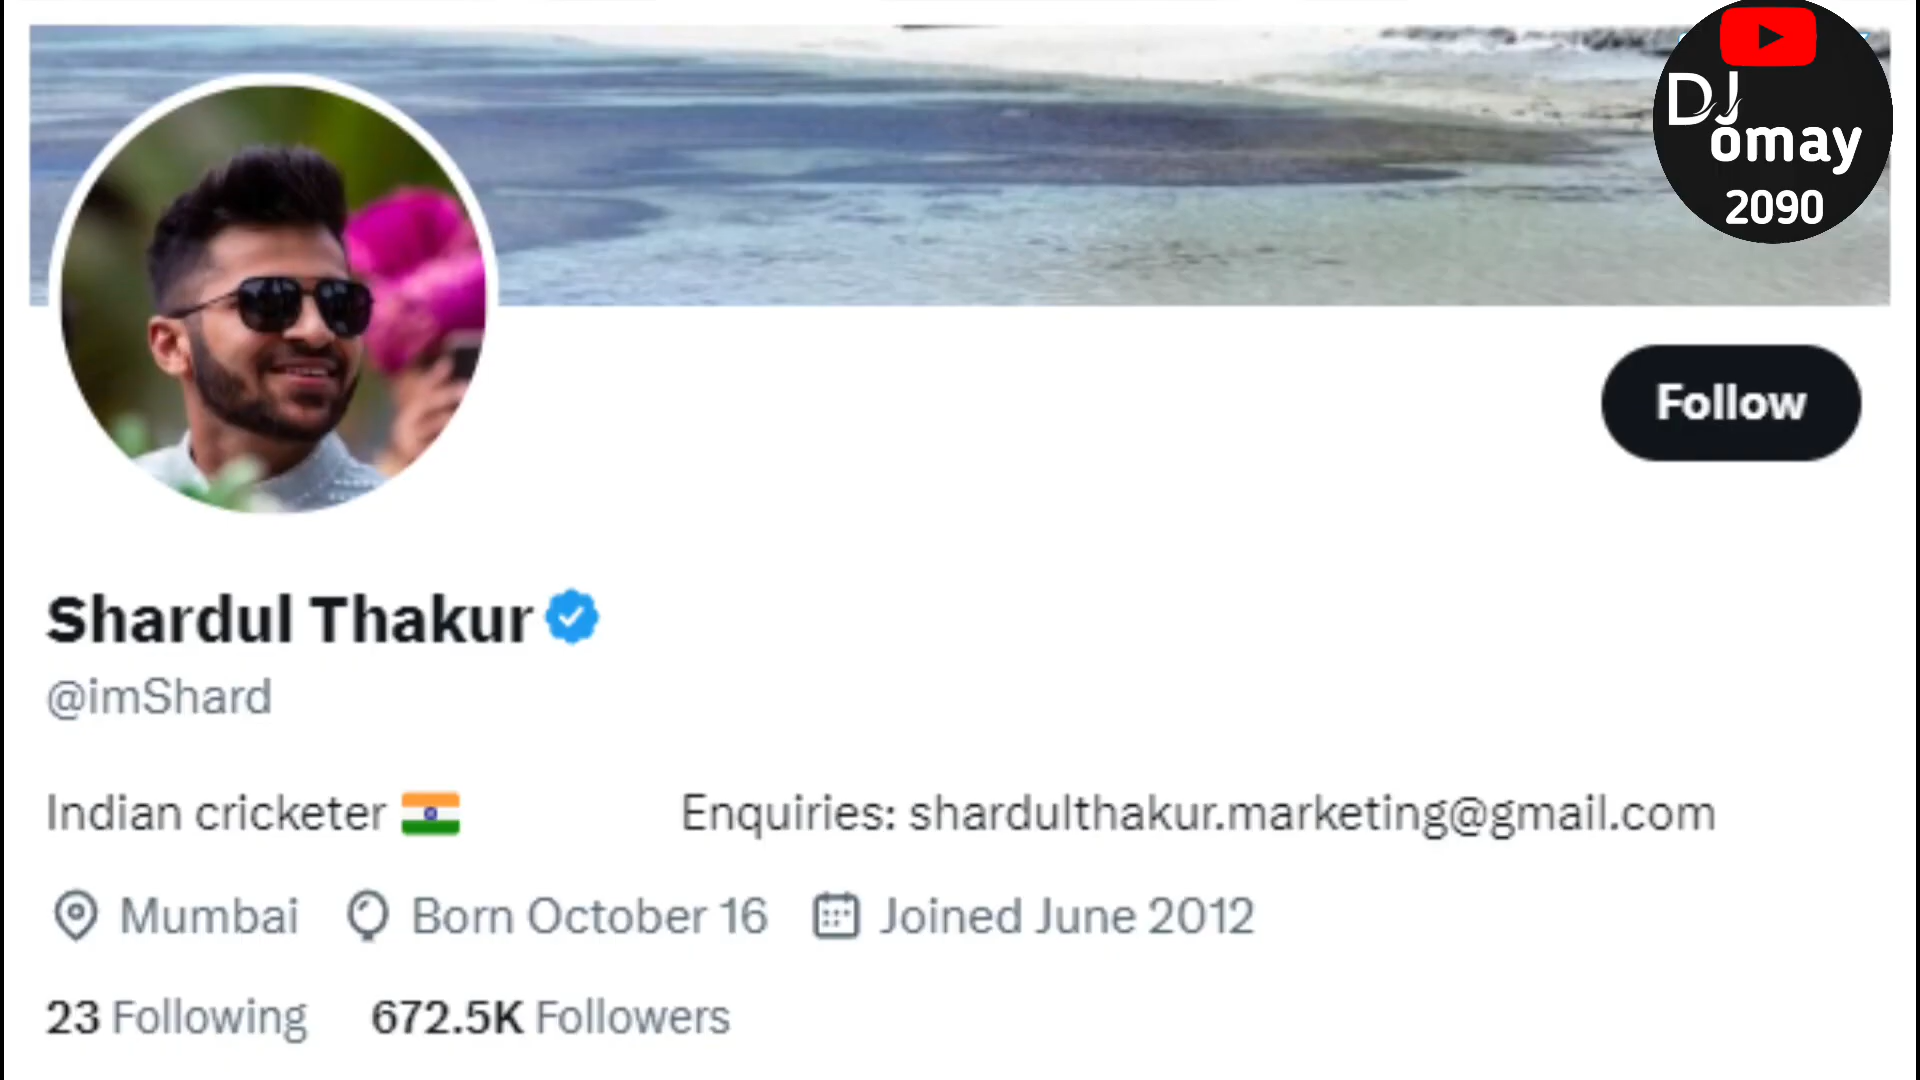 DJ
omay
2090
Follow
Shardul Thakur
@imShard
Indian cricketer Enquiries: shardulthakur.marketing@gmail.com
Mumbai Born October 16 Joined June 2012
23 Following 672.5K Followers